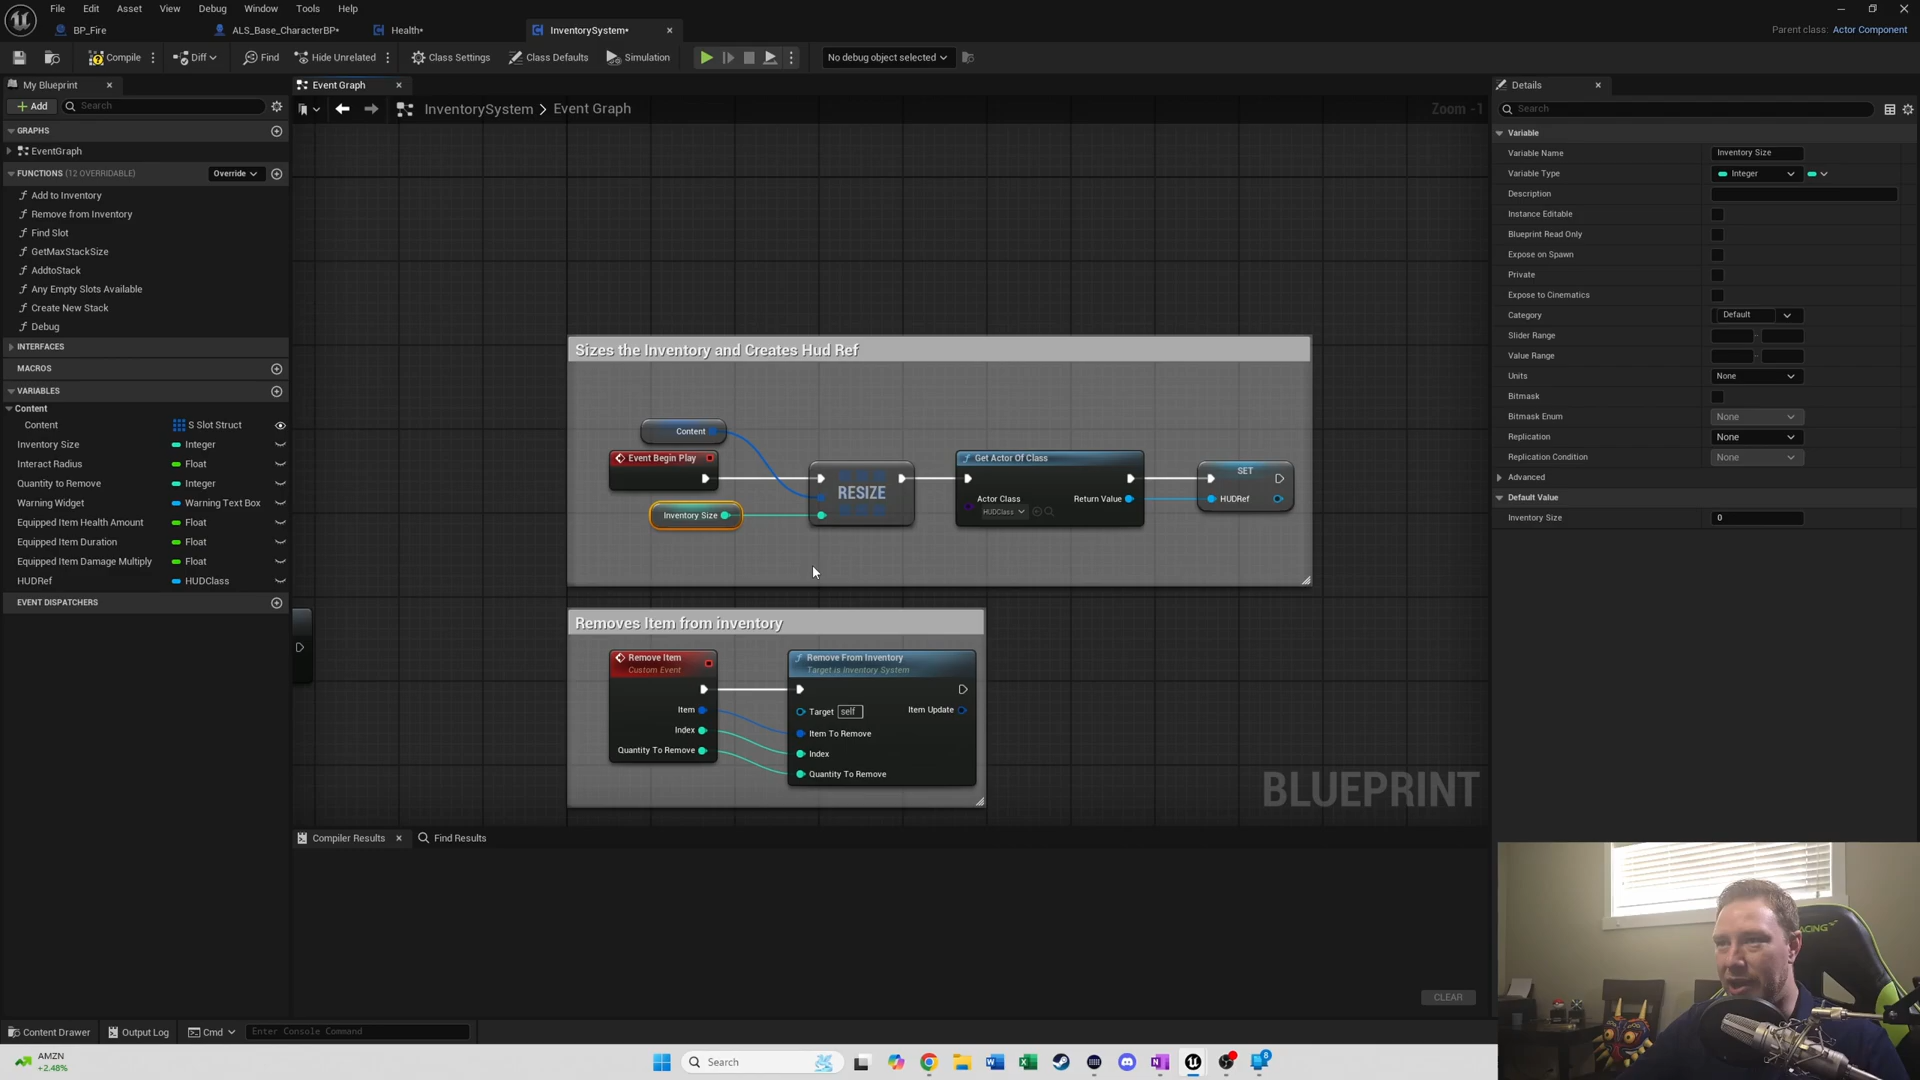 File Edit Asset View Debug Window Tools Help
BP_Fire ALS_Base_CharacterBP* Health* InventorySystem*
Parent class: Actor Component
Compile Diff Find Hide Unrelated Class Settings Class Defaults Simulation No debug object selected
My Blueprint
Add Search
GRAPHS
EventGraph
FUNCTIONS (12 OVERRIDABLE) Override
Add to Inventory
Remove from Inventory
Find Slot
GetMaxStackSize
AddtoStack
Any Empty Slots Available
Create New Stack
Debug
INTERFACES
MACROS
VARIABLES
Content
Content S Slot Struct
Inventory Size Integer
Interact Radius Float
Quantity to Remove Integer
Warning Widget Warning Text Box
Equipped Item Health Amount Float
Equipped Item Duration Float
Equipped Item Damage Multiply Float
HUDRef HUDClass
EVENT DISPATCHERS
Event Graph
InventorySystem > Event Graph
Zoom -1
Sizes the Inventory and Creates Hud Ref
Content
Event Begin Play
Inventory Size
RESIZE
Get Actor Of Class
Actor Class Return Value
HUDClass
SET
HUDRef
Removes Item from inventory
Remove Item
Custom Event
Item
Index
Quantity To Remove
Remove From Inventory
Target is Inventory System
Target self Item Update
Item To Remove
Index
Quantity To Remove
BLUEPRINT
Compiler Results Find Results
CLEAR
Details
Search
Variable
Variable Name Inventory Size
Variable Type Integer
Description
Instance Editable
Blueprint Read Only
Expose on Spawn
Private
Expose to Cinematics
Category Default
Slider Range
Value Range
Units None
Bitmask
Bitmask Enum None
Replication None
Replication Condition None
Advanced
Default Value
Inventory Size 0
ACING
Content Drawer Output Log Cmd Enter Console Command
AMZN
+2.48%
Search
8